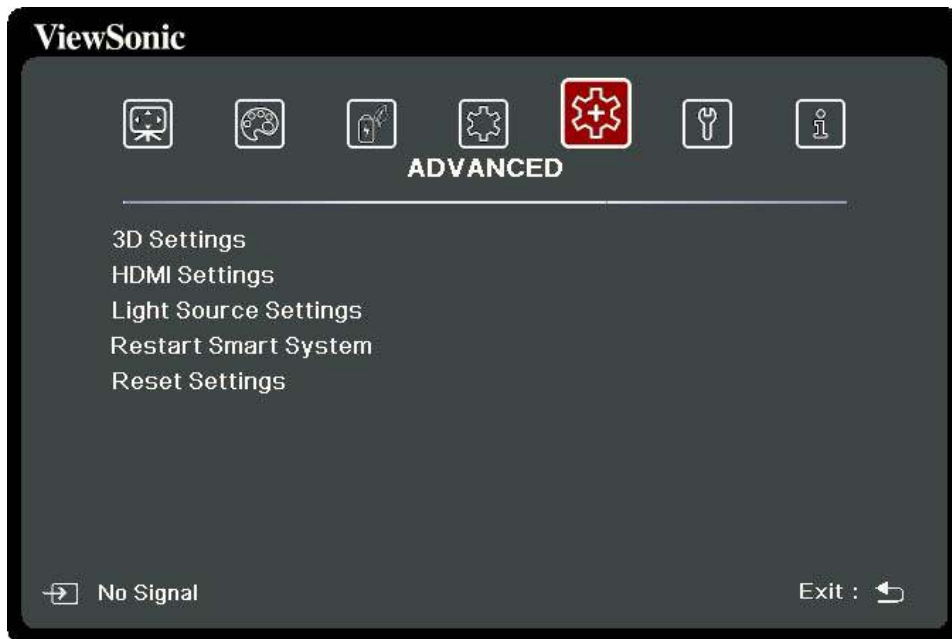 ViewSonic
ADVANCED
3D Settings
HDMI Settings
Light Source Settings
Restart Smart System
Reset Settings
No Signal
Exit :